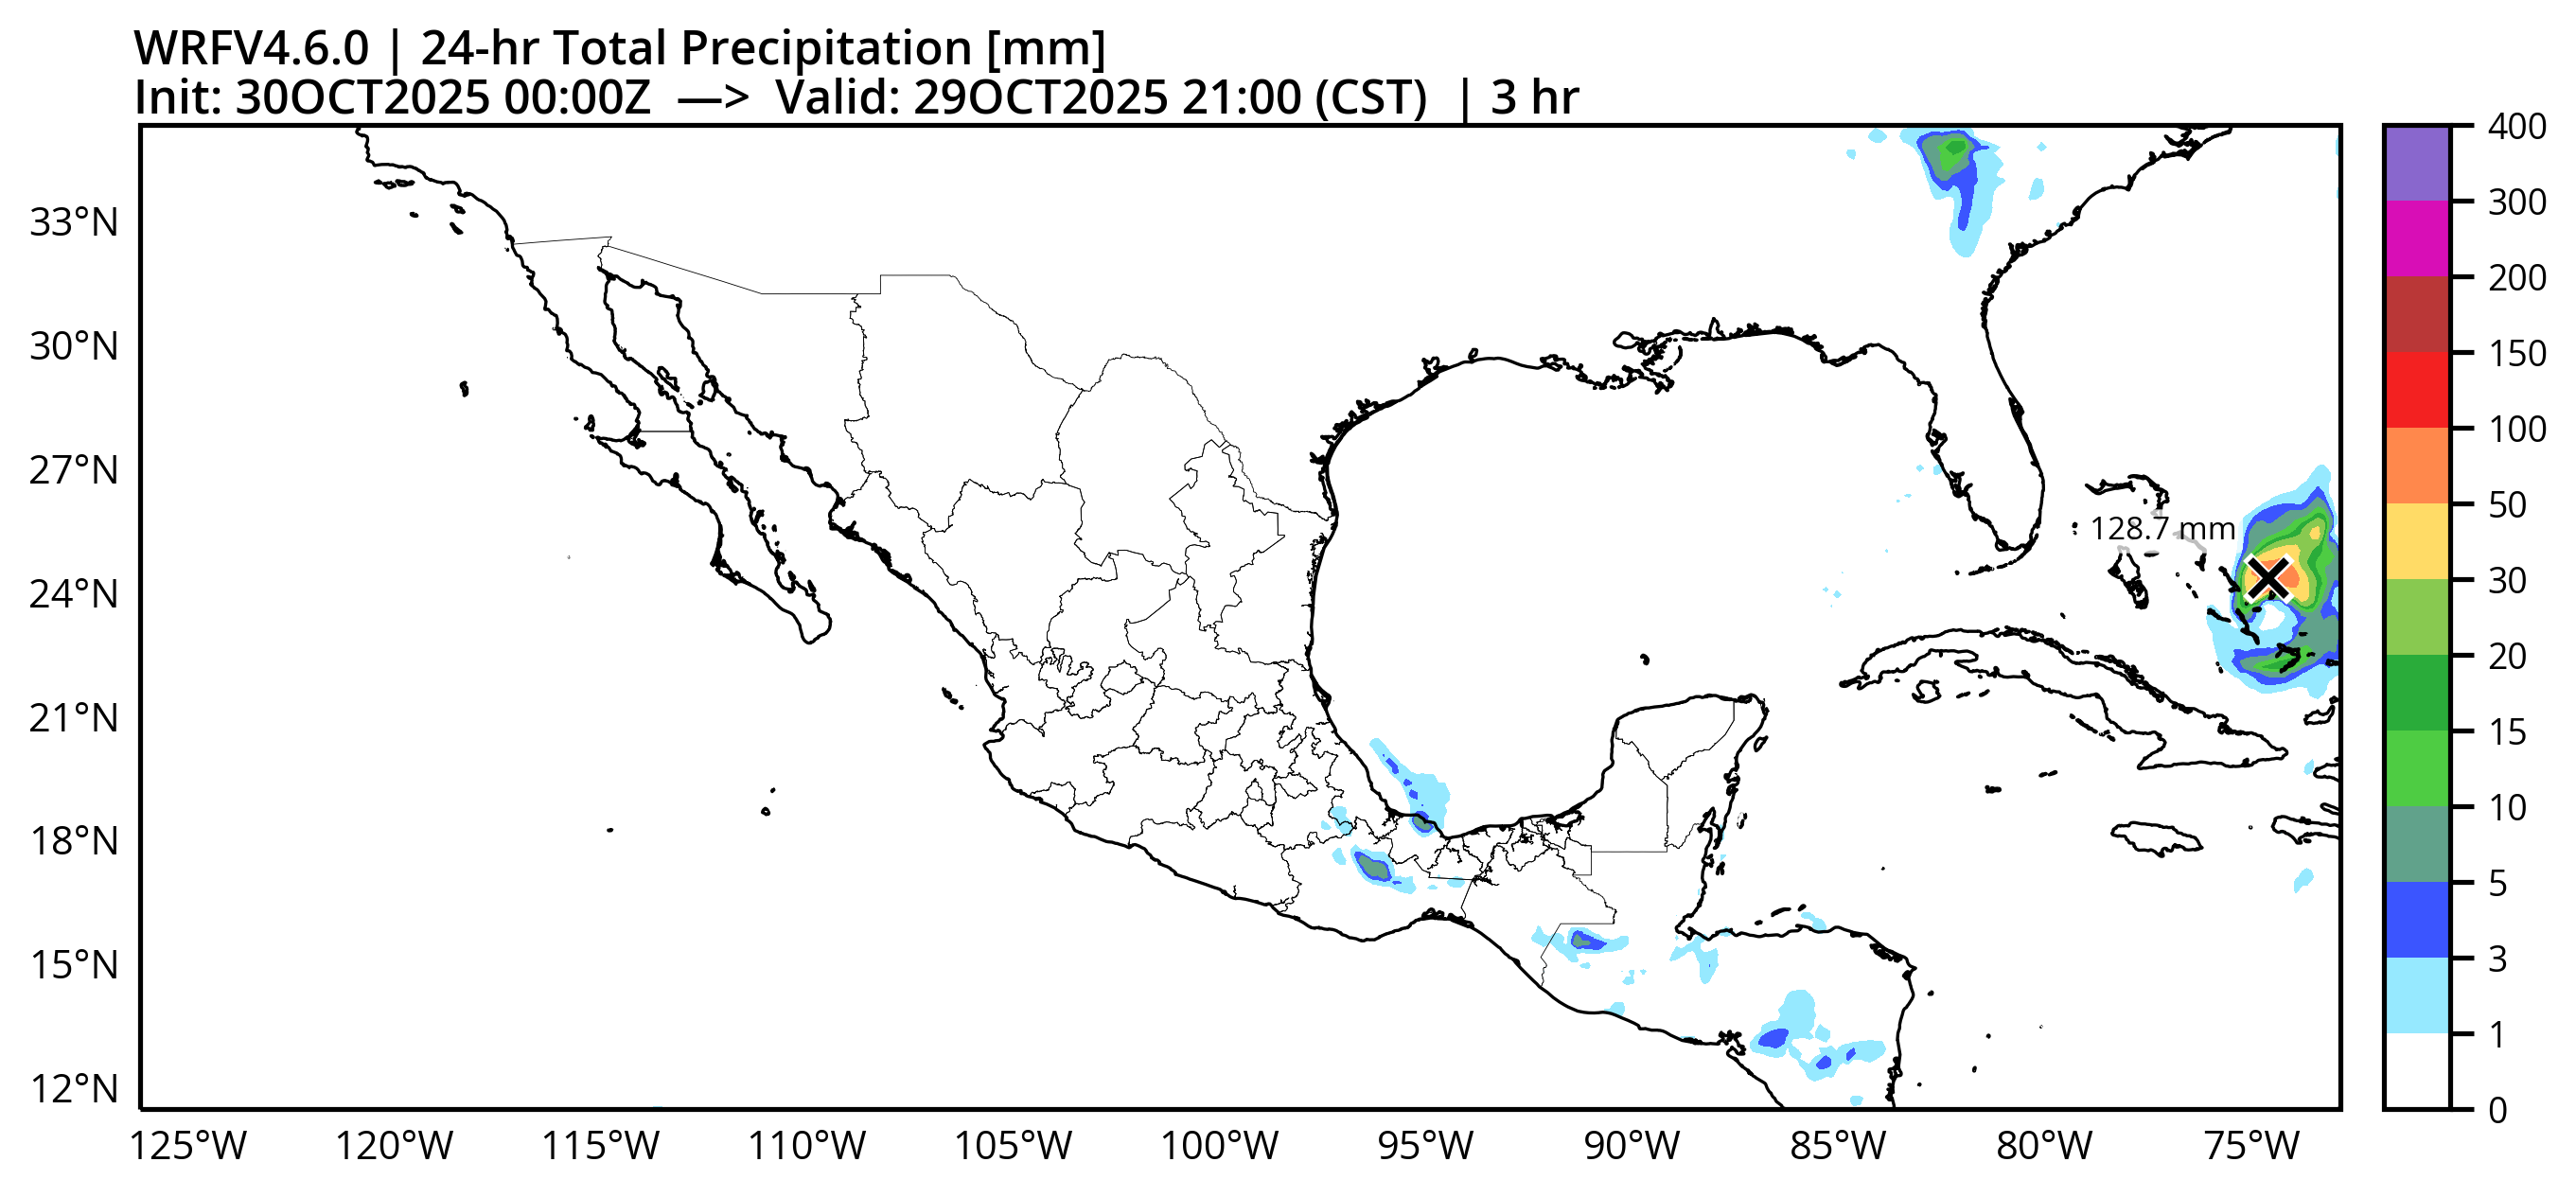 WRFV4.6.0 | 24-hr Total Precipitation [mm]
Init: 30OCT2025 00:00Z —> Valid: 29OCT2025 21:00 (CST) | 3 hr
33°N
30°N
27°N
24°N
21°N
18°N
15°N
12°N
128.7 mm
125°W 120°W 115°W 110°W 105°W 100°W 95°W 90°W 85°W 80°W 75°W
400
300
200
150
100
50
30
20
15
10
5
3
1
0